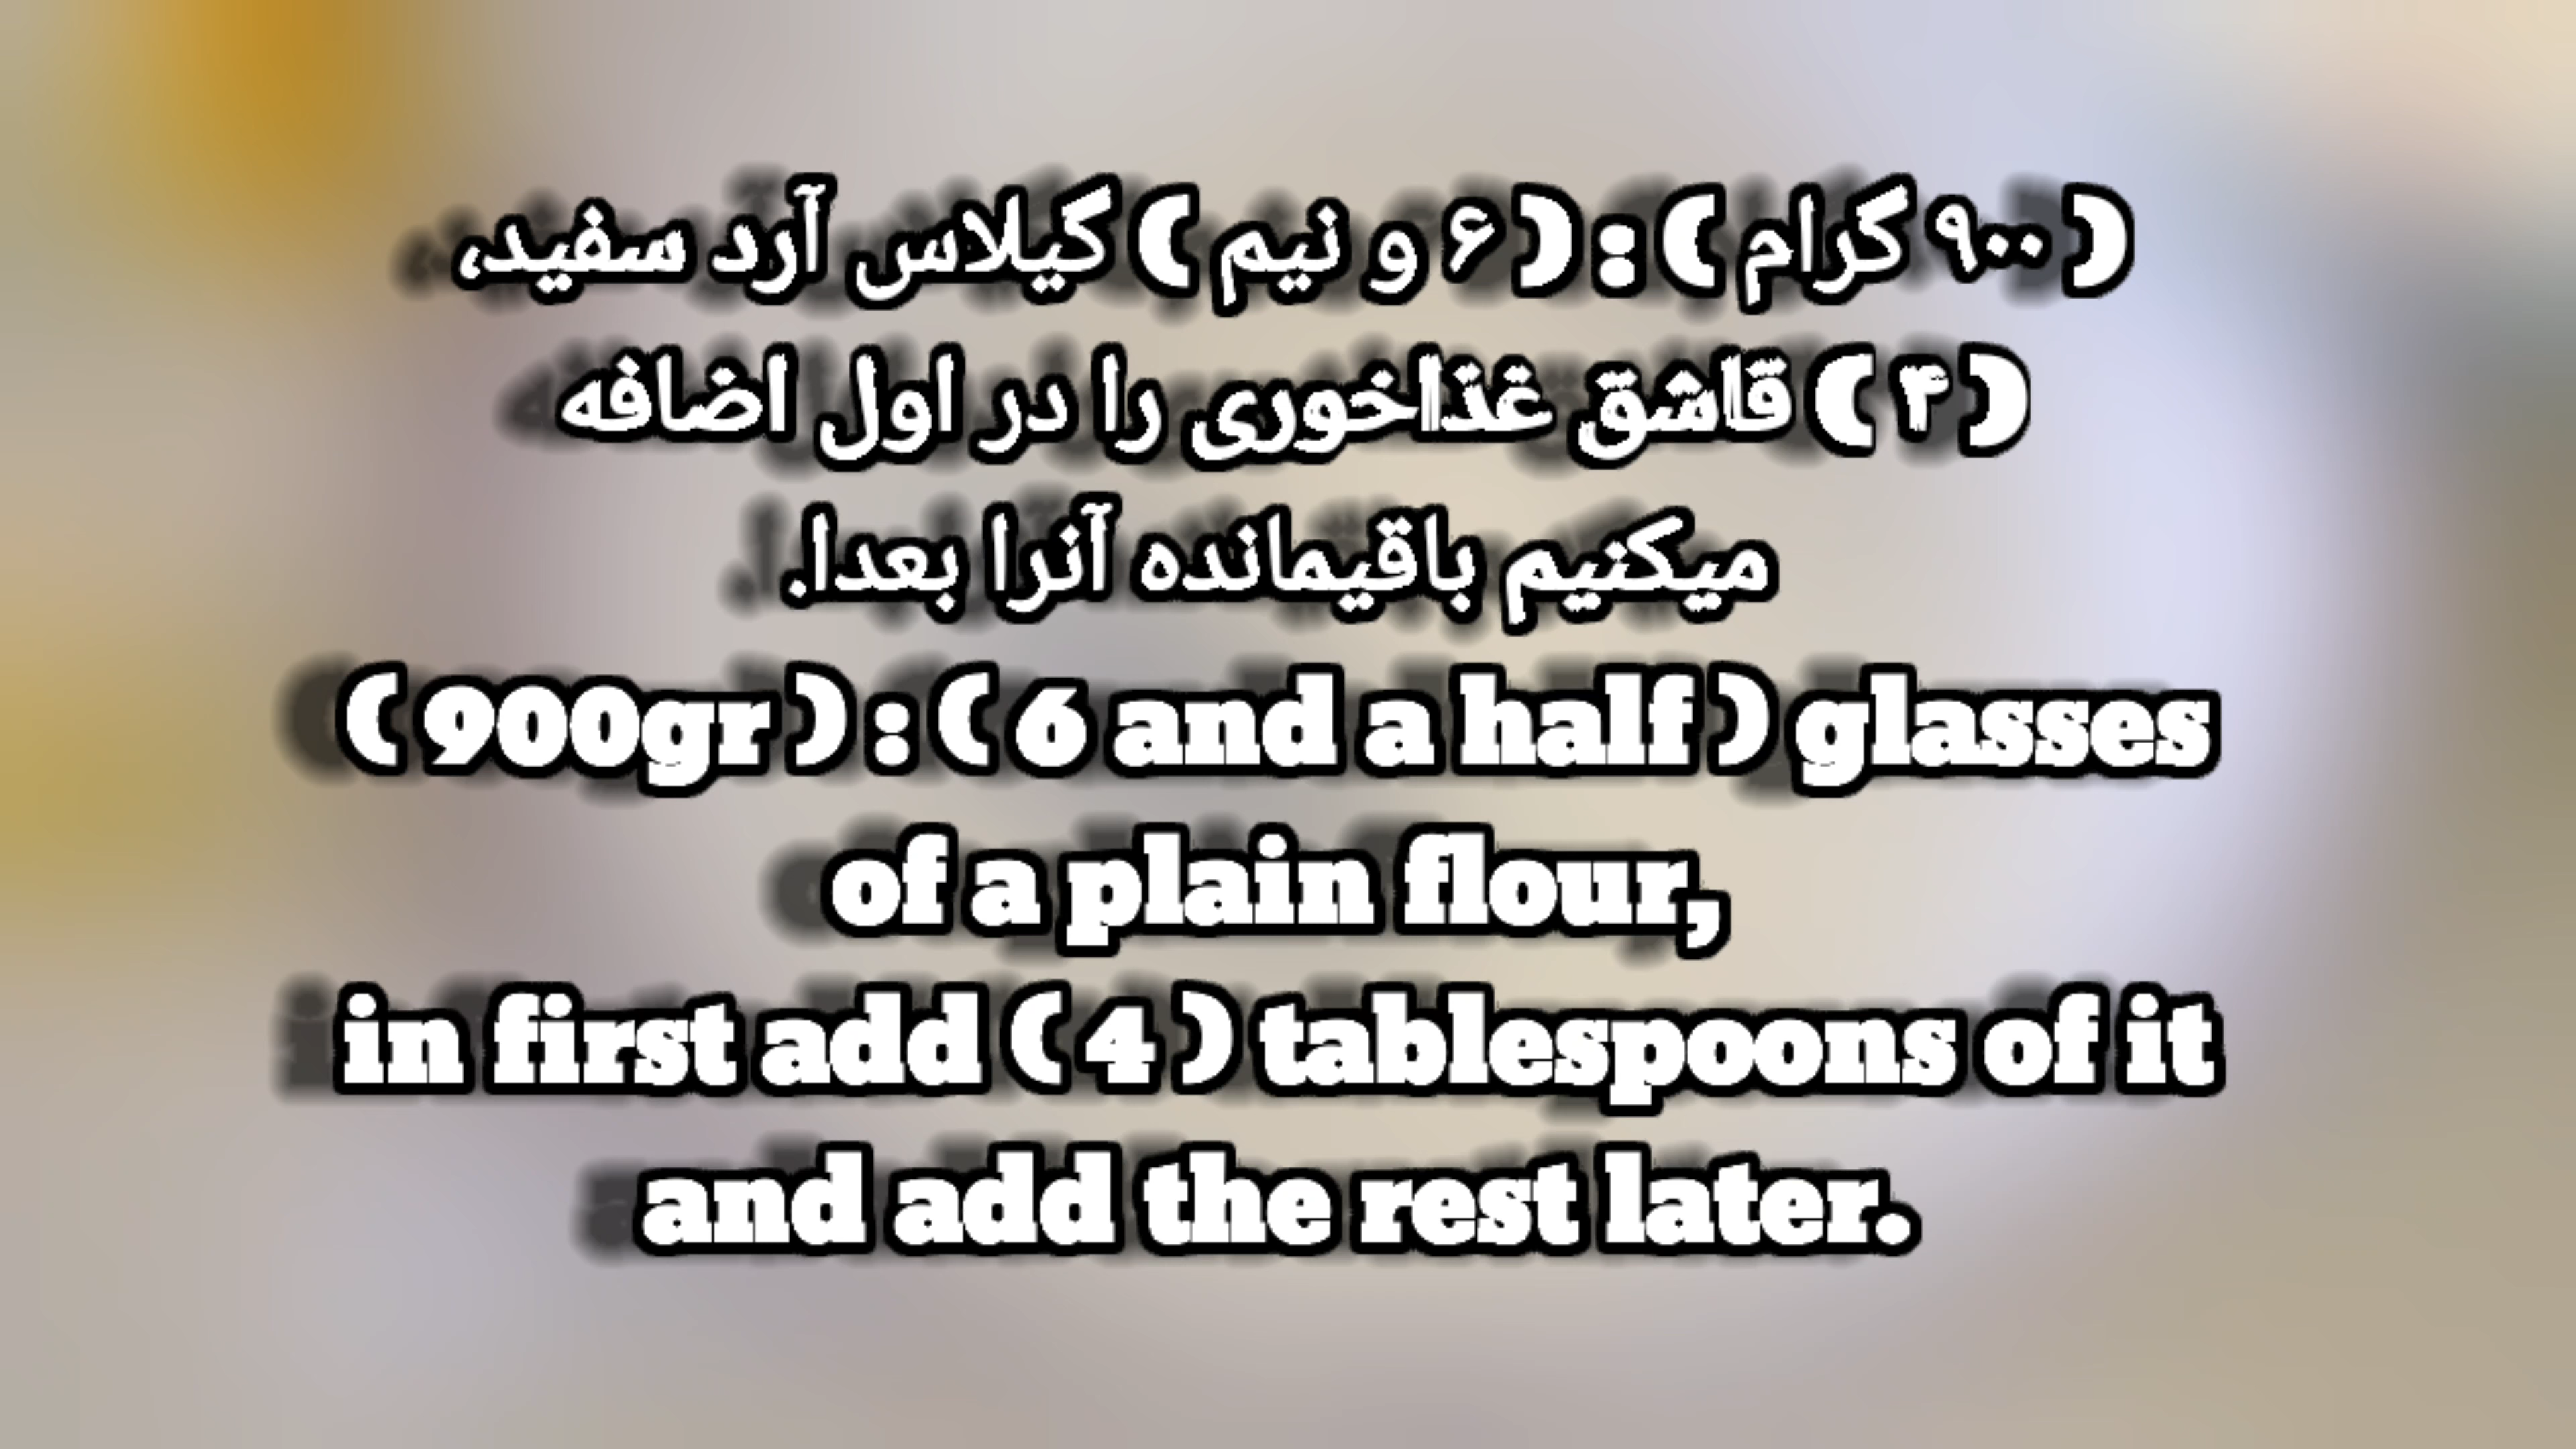 ( ۹۰۰ گرام ) : ( ۶ و نیم ) گیلاس آرد سفید،
( ۴ ) قاشق غذاخوری را در اول اضافه
میکنیم باقیمانده آنرا بعدا.
( 900gr ) : ( 6 and a half ) glasses
of a plain flour,
in first add ( 4 ) tablespoons of it
and add the rest later.